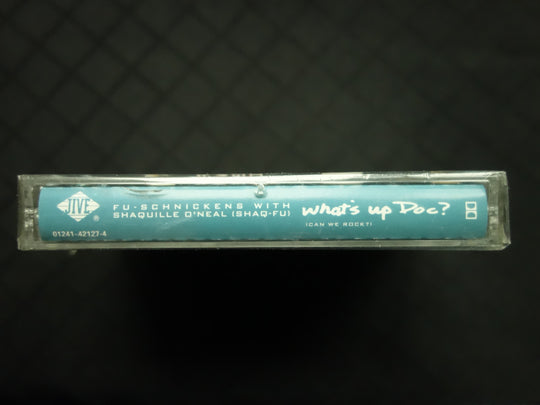 JIVE
®
01241-42127-4
FU-SCHNICKENS WITH
SHAQUILLE O'NEAL (SHAQ-FU)
what's up Doc?
(CAN WE ROCK?)